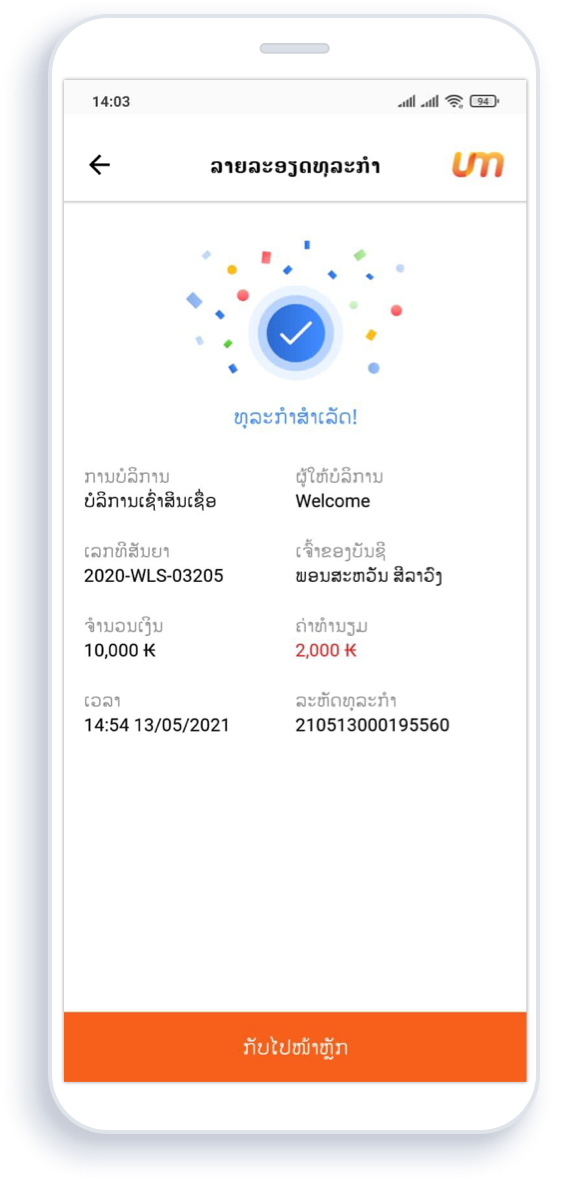 14:03
94
ລາຍລະອຽດທຸລະກຳ
um
ທຸລະກຳສຳເລັດ!
ການບໍລິການ
ຜູ້ໃຫ້ບໍລິການ
ບໍລິການເຊົ່າສິນເຊື່ອ
Welcome
ເລກທີສັນຍາ
ເຈົ້າຂອງບັນຊີ
2020-WLS-03205
ພອນສະຫວັນ ສີລາວົງ
ຈຳນວນເງິນ
ຄ່າທຳນຽມ
10,000 ₭
2,000 ₭
ເວລາ
ລະຫັດທຸລະກຳ
14:54 13/05/2021
210513000195560
ກັບໄປໜ້າຫຼັກ